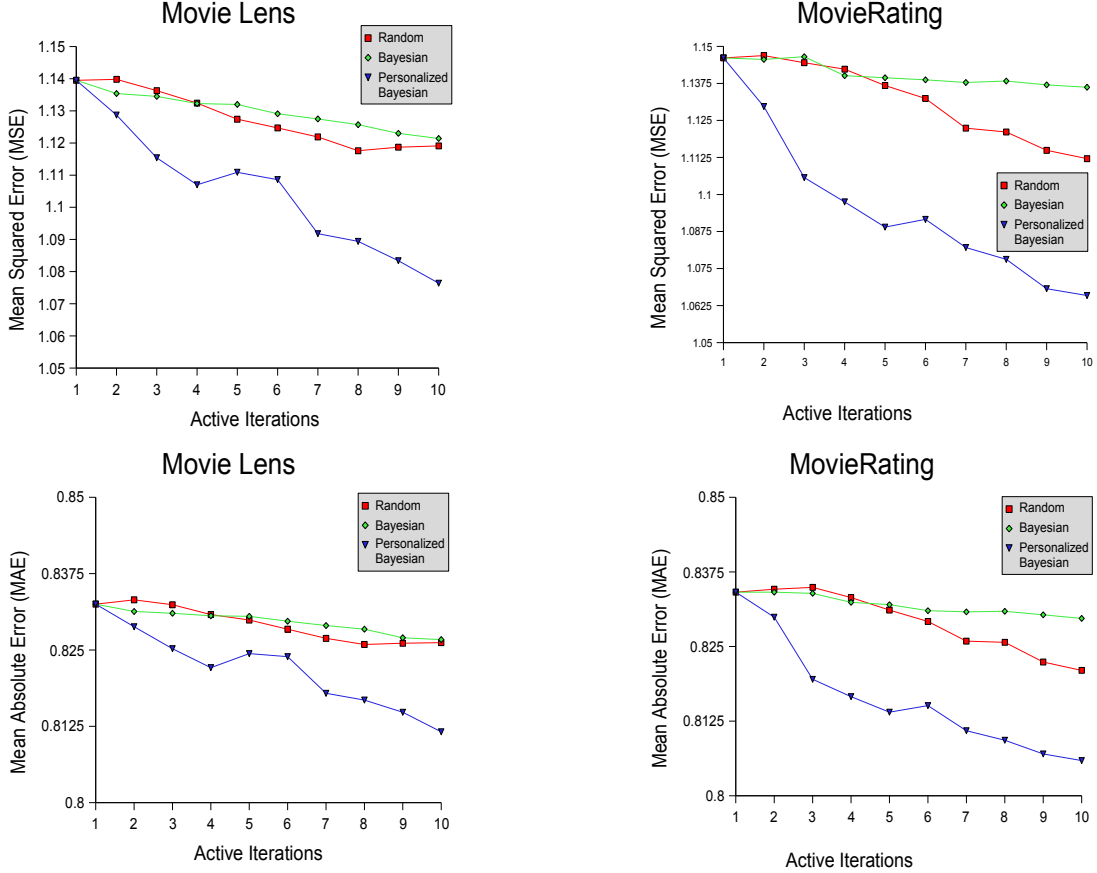 Movie Lens
Random
Bayesian
Personalized
Bayesian
1.15
1.14
1.13
1.12
1.11
1.1
1.09
1.08
1.07
1.06
1.05
Mean Squared Error (MSE)
1 2 3 4 5 6 7 8 9 10
Active Iterations
MovieRating
1.15
1.1375
1.125
1.1125
1.1
1.0875
1.075
1.0625
1.05
Mean Squared Error (MSE)
Random
Bayesian
Personalized
Bayesian
1 2 3 4 5 6 7 8 9 10
Active Iterations
Movie Lens
Random
Bayesian
Personalized
Bayesian
0.85
0.8375
0.825
0.8125
0.8
Mean Absolute Error (MAE)
1 2 3 4 5 6 7 8 9 10
Active Iterations
MovieRating
Random
Bayesian
Personalized
Bayesian
0.85
0.8375
0.825
0.8125
0.8
Mean Absolute Error (MAE)
1 2 3 4 5 6 7 8 9 10
Active Iterations